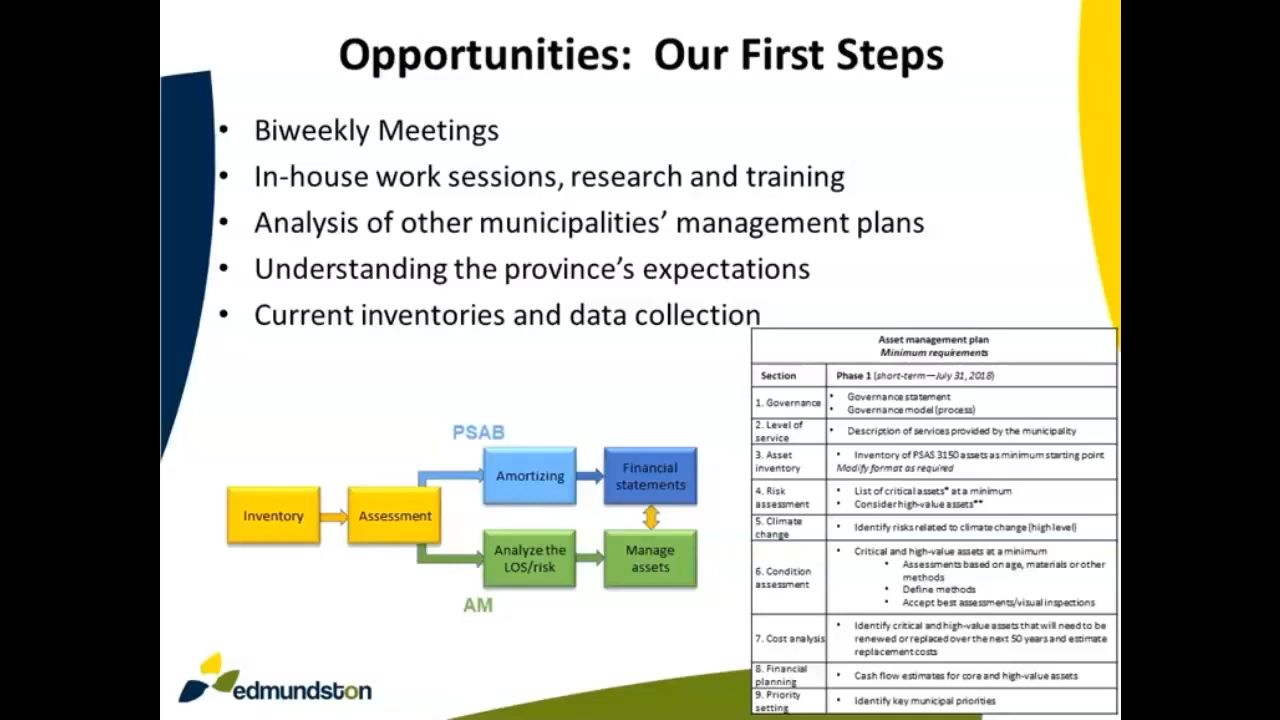 Opportunities:  Our First Steps
• Biweekly Meetings
• In-house work sessions, research and training
• Analysis of other municipalities’ management plans
• Understanding the province’s expectations
• Current inventories and data collection
PSAB
Inventory
Assessment
Amortizing
Financial
statements
Analyze the
LOS/risk
Manage
assets
AM
Asset management plan
Minimum requirements
Section
Phase 1 (short-term—July 31, 2018)
1. Governance
• Governance statement
• Governance model (process)
2. Level of
service
• Description of services provided by the municipality
3. Asset
inventory
• Inventory of PSAS 3150 assets as minimum starting point
Modify format as required
4. Risk
assessment
• List of critical assets* at a minimum
• Consider high-value assets**
5. Climate
change
• Identify risks related to climate change (high level)
6. Condition
assessment
• Critical and high-value assets at a minimum
• Assessments based on age, materials or other
methods
• Define methods
• Accept best assessments/visual inspections
7. Cost analysis
• Identify critical and high-value assets that will need to be
renewed or replaced over the next 50 years and estimate
replacement costs
8. Financial
planning
• Cash flow estimates for core and high-value assets
9. Priority
setting
• Identify key municipal priorities
edmundston